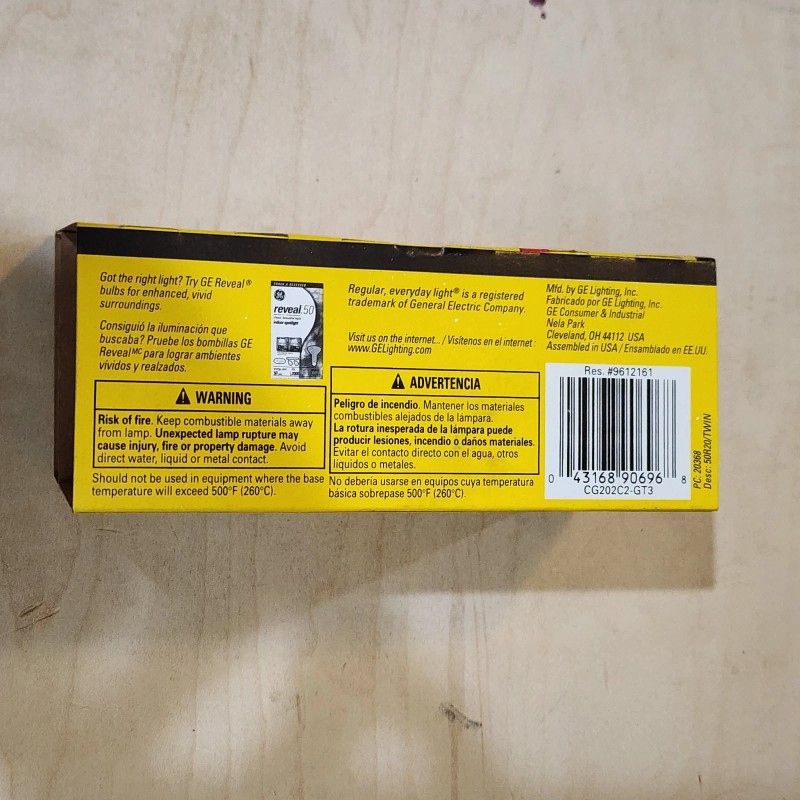 Got the right light? Try GE Reveal®
bulbs for enhanced, vivid
surroundings.
Consiguió la iluminación que
buscaba? Pruebe los bombillas GE
Reveal MC para lograr ambientes
vívidos y realzados.
reveal.50
indoor spotlight
Regular, everyday light® is a registered
trademark of General Electric Company.
Visit us on the internet... / Visítenos en el internet:
www.GELighting.com
Mfd. by GE Lighting, Inc.
Fabricado por GE Lighting, Inc.
GE Consumer & Industrial
Nela Park
Cleveland, OH 44112 USA
Assembled in USA / Ensamblado en EE.UU.
WARNING
Risk of fire. Keep combustible materials away
from lamp. Unexpected lamp rupture may
cause injury, fire or property damage. Avoid
direct water, liquid or metal contact.
Should not be used in equipment where the base
temperature will exceed 500°F (260°C).
ADVERTENCIA
Peligro de incendio. Mantener los materiales
combustibles alejados de la lámpara.
La rotura inesperada de la lámpara puede
producir lesiones, incendio o daños materiales.
Evitar el contacto directo con el agua, otros
líquidos o metales.
No debería usarse en equipos cuya temperatura
básica sobrepase 500°F (260°C).
Res. #9612161
0 43168 90696 8
CG202C2-GT3
PC. 20368
Desc: 50R20/TWIN